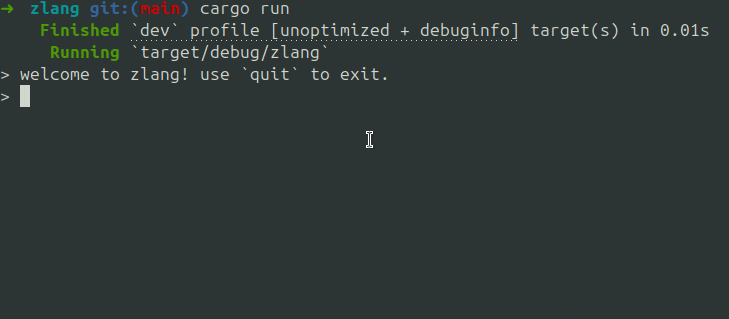 ➜ zlang git:(main) cargo run
Finished `dev` profile [unoptimized + debuginfo] target(s) in 0.01s
Running `target/debug/zlang`
> welcome to zlang! use `quit` to exit.
>